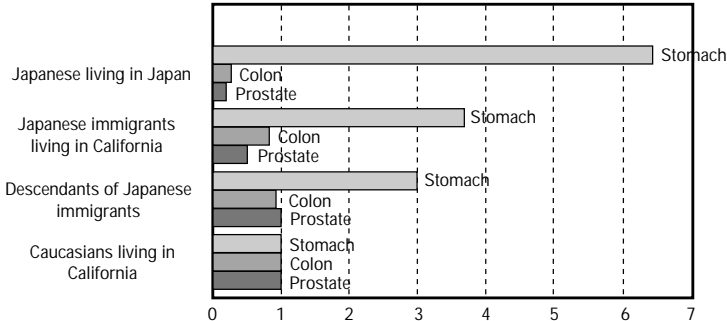 Japanese living in Japan
Stomach
Colon
Prostate
Japanese immigrants
living in California
Stomach
Colon
Prostate
Descendants of Japanese
immigrants
Stomach
Colon
Prostate
Caucasians living in
California
Stomach
Colon
Prostate
0 1 2 3 4 5 6 7